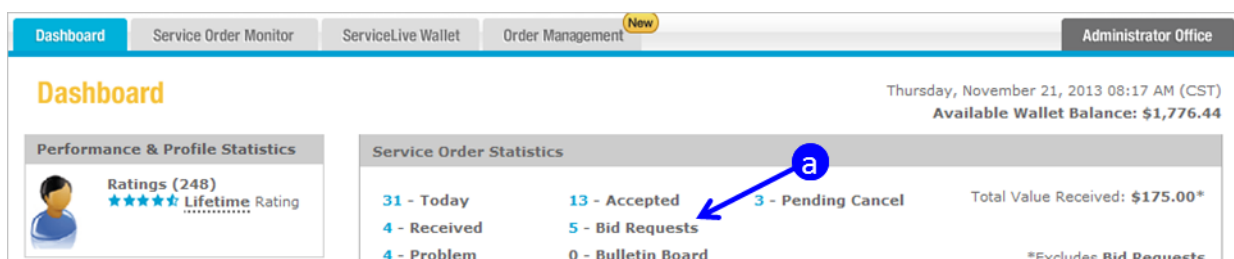 New
Dashboard Service Order Monitor ServiceLive Wallet Order Management Administrator Office
Dashboard
Thursday, November 21, 2013 08:17 AM (CST)
Available Wallet Balance: $1,776.44
Performance & Profile Statistics
Ratings (248)
Lifetime Rating
Service Order Statistics
a
31 - Today 13 - Accepted 3 - Pending Cancel Total Value Received: $175.00*
4 - Received 5 - Bid Requests
4 - Problem 0 - Bulletin Board *Excludes Bid Requests